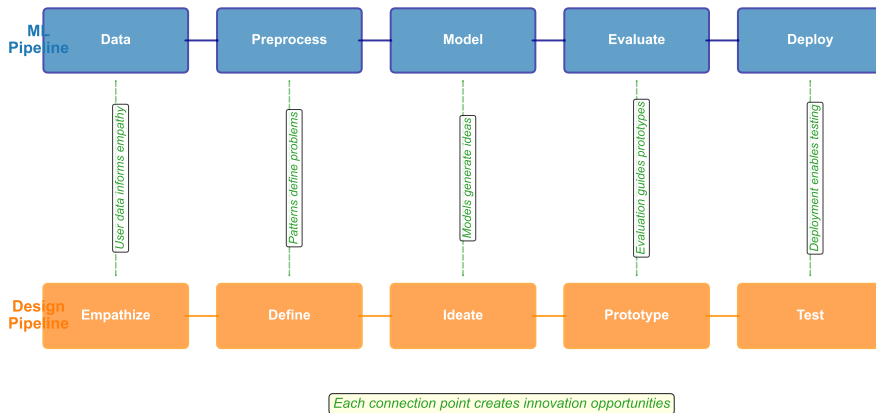 ML
Pipeline
Data
Preprocess
Model
Evaluate
Deploy
User data informs empathy
Patterns define problems
Models generate ideas
Evaluation guides prototypes
Deployment enables testing
Design
Pipeline
Empathize
Define
Ideate
Prototype
Test
Each connection point creates innovation opportunities